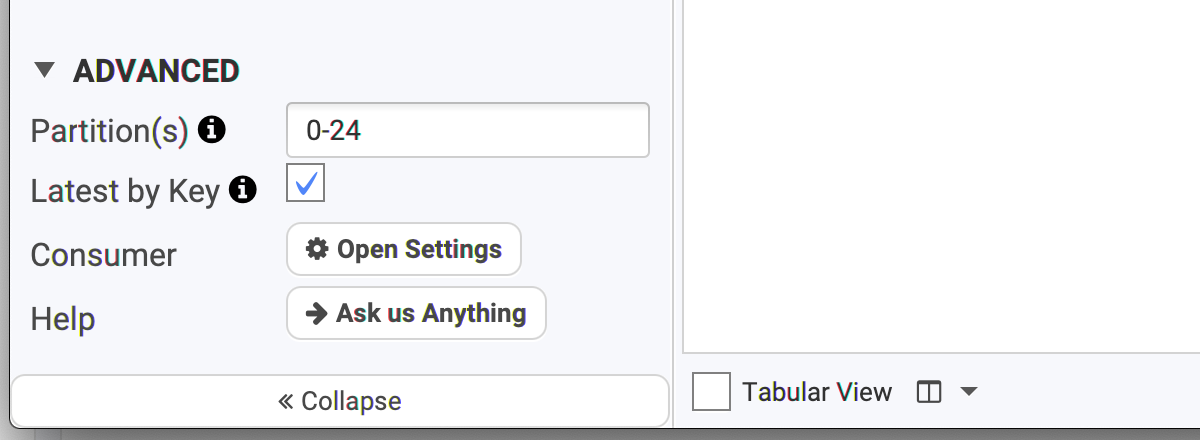 ADVANCED
Partition(s)
0-24
Latest by Key
Consumer
Open Settings
Help
Ask us Anything
« Collapse
Tabular View